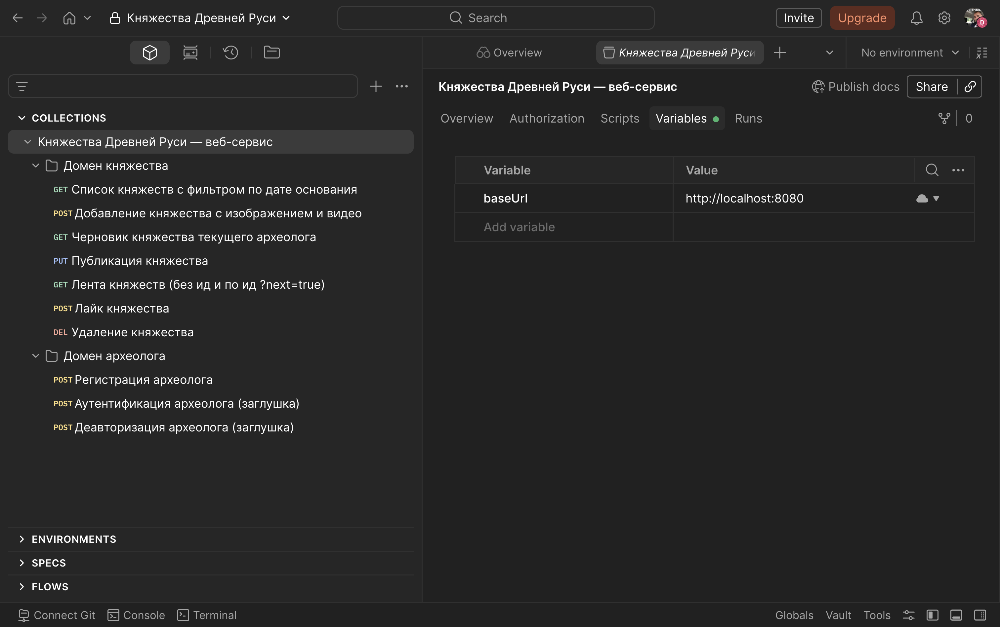 Княжества Древней Руси
Search
Invite
Upgrade
D
Overview
Княжества Древней Руси
No environment
Княжества Древней Руси — веб-сервис
Publish docs
Share
Overview
Authorization
Scripts
Variables
Runs
0
COLLECTIONS
Княжества Древней Руси — веб-сервис
Домен княжества
GET Список княжеств с фильтром по дате основания
POST Добавление княжества с изображением и видео
GET Черновик княжества текущего археолога
PUT Публикация княжества
GET Лента княжеств (без ид и по ид ?next=true)
POST Лайк княжества
DEL Удаление княжества
Домен археолога
POST Регистрация археолога
POST Аутентификация археолога (заглушка)
POST Деавторизация археолога (заглушка)
Variable
Value
baseUrl
http://localhost:8080
Add variable
ENVIRONMENTS
SPECS
FLOWS
Connect Git
Console
Terminal
Globals
Vault
Tools